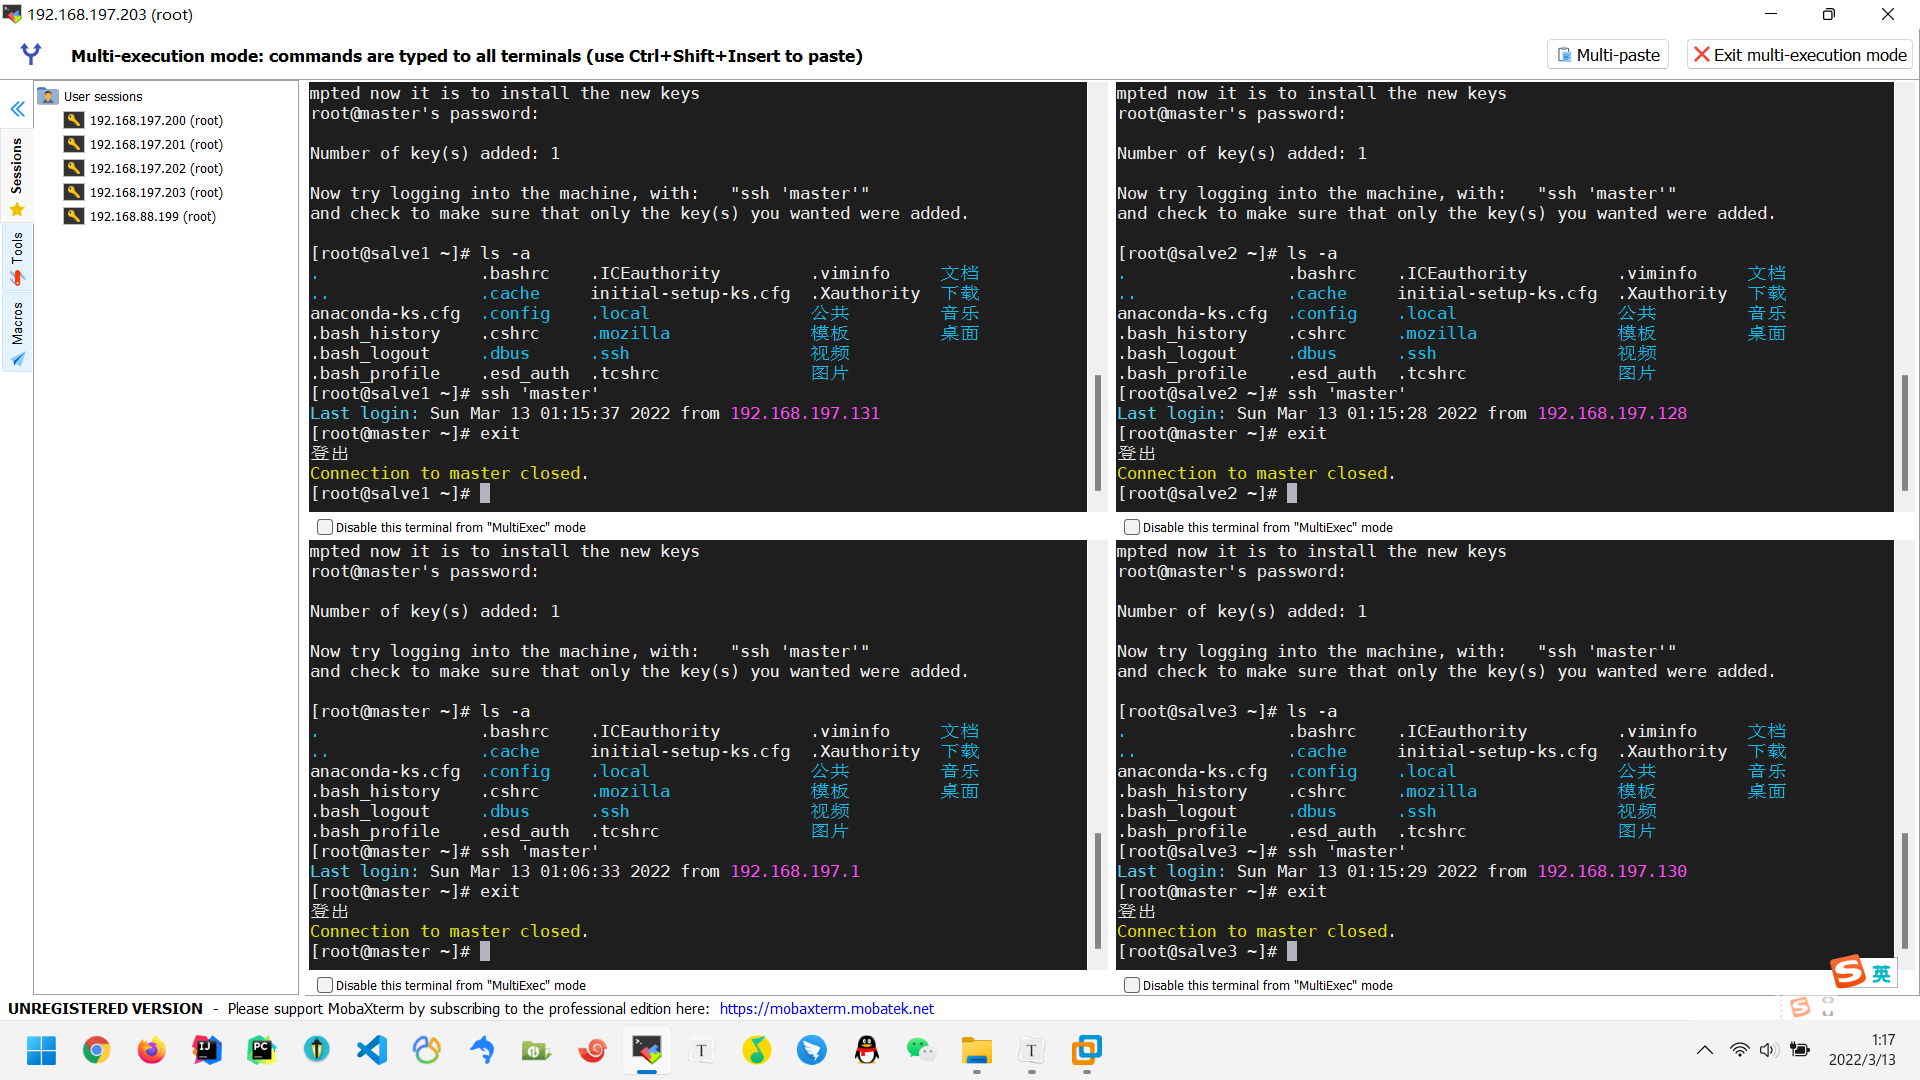 192.168.197.203 (root)
Multi-execution mode: commands are typed to all terminals (use Ctrl+Shift+Insert to paste)
Multi-paste
Exit multi-execution mode
Sessions
Tools
Macros
User sessions
192.168.197.200 (root)
192.168.197.201 (root)
192.168.197.202 (root)
192.168.197.203 (root)
192.168.88.199 (root)
mpted now it is to install the new keys
root@master's password:
Number of key(s) added: 1
Now try logging into the machine, with:   "ssh 'master'"
and check to make sure that only the key(s) you wanted were added.
[root@salve1 ~]# ls -a
.                .bashrc    .ICEauthority         .viminfo     文档
..               .cache     initial-setup-ks.cfg  .Xauthority  下载
anaconda-ks.cfg  .config    .local                公共         音乐
.bash_history    .cshrc     .mozilla              模板         桌面
.bash_logout     .dbus      .ssh                  视频
.bash_profile    .esd_auth  .tcshrc               图片
[root@salve1 ~]# ssh 'master'
Last login: Sun Mar 13 01:15:37 2022 from 192.168.197.131
[root@master ~]# exit
登出
Connection to master closed.
[root@salve1 ~]#
Disable this terminal from "MultiExec" mode
mpted now it is to install the new keys
root@master's password:
Number of key(s) added: 1
Now try logging into the machine, with:   "ssh 'master'"
and check to make sure that only the key(s) you wanted were added.
[root@salve2 ~]# ls -a
.                .bashrc    .ICEauthority         .viminfo     文档
..               .cache     initial-setup-ks.cfg  .Xauthority  下载
anaconda-ks.cfg  .config    .local                公共         音乐
.bash_history    .cshrc     .mozilla              模板         桌面
.bash_logout     .dbus      .ssh                  视频
.bash_profile    .esd_auth  .tcshrc               图片
[root@salve2 ~]# ssh 'master'
Last login: Sun Mar 13 01:15:28 2022 from 192.168.197.128
[root@master ~]# exit
登出
Connection to master closed.
[root@salve2 ~]#
Disable this terminal from "MultiExec" mode
mpted now it is to install the new keys
root@master's password:
Number of key(s) added: 1
Now try logging into the machine, with:   "ssh 'master'"
and check to make sure that only the key(s) you wanted were added.
[root@master ~]# ls -a
.                .bashrc    .ICEauthority         .viminfo     文档
..               .cache     initial-setup-ks.cfg  .Xauthority  下载
anaconda-ks.cfg  .config    .local                公共         音乐
.bash_history    .cshrc     .mozilla              模板         桌面
.bash_logout     .dbus      .ssh                  视频
.bash_profile    .esd_auth  .tcshrc               图片
[root@master ~]# ssh 'master'
Last login: Sun Mar 13 01:06:33 2022 from 192.168.197.1
[root@master ~]# exit
登出
Connection to master closed.
[root@master ~]#
Disable this terminal from "MultiExec" mode
mpted now it is to install the new keys
root@master's password:
Number of key(s) added: 1
Now try logging into the machine, with:   "ssh 'master'"
and check to make sure that only the key(s) you wanted were added.
[root@salve3 ~]# ls -a
.                .bashrc    .ICEauthority         .viminfo     文档
..               .cache     initial-setup-ks.cfg  .Xauthority  下载
anaconda-ks.cfg  .config    .local                公共         音乐
.bash_history    .cshrc     .mozilla              模板         桌面
.bash_logout     .dbus      .ssh                  视频
.bash_profile    .esd_auth  .tcshrc               图片
[root@salve3 ~]# ssh 'master'
Last login: Sun Mar 13 01:15:29 2022 from 192.168.197.130
[root@master ~]# exit
登出
Connection to master closed.
[root@salve3 ~]#
Disable this terminal from "MultiExec" mode
S 英
UNREGISTERED VERSION  -  Please support MobaXterm by subscribing to the professional edition here:  https://mobaxterm.mobatek.net
IJ
PC
T
T
1:17
2022/3/13